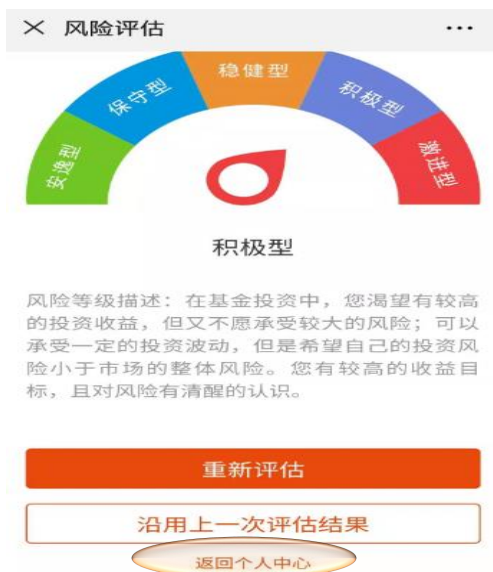 × 风险评估 ...
安逸型
保守型
稳健型
积极型
激进型
积极型
风险等级描述：在基金投资中，您渴望有较高
的投资收益，但又不愿承受较大的风险；可以
承受一定的投资波动，但是希望自己的投资风
险小于市场的整体风险。您有较高的收益目
标，且对风险有清醒的认识。
重新评估
沿用上一次评估结果
返回个人中心